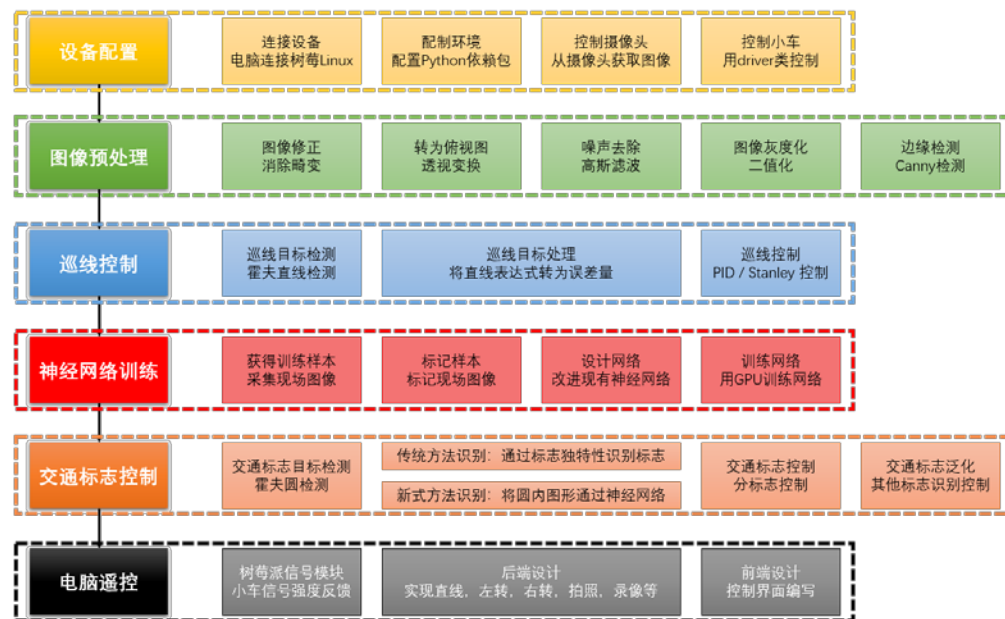 设备配置
连接设备
电脑连接树莓Linux
配制环境
配置Python依赖包
控制摄像头
从摄像头获取图像
控制小车
用driver类控制
图像预处理
图像修正
消除畸变
转为俯视图
透视变换
噪声去除
高斯滤波
图像灰度化
二值化
边缘检测
Canny检测
巡线控制
巡线目标检测
霍夫直线检测
巡线目标处理
将直线表达式转为误差量
巡线控制
PID / Stanley 控制
神经网络训练
获得训练样本
采集现场图像
标记样本
标记现场图像
设计网络
改进现有神经网络
训练网络
用GPU训练网络
交通标志控制
交通标志目标检测
霍夫圆检测
传统方法识别：通过标志独特性识别标志
新式方法识别：将圆内图形通过神经网络
交通标志控制
分标志控制
交通标志泛化
其他标志识别控制
电脑遥控
树莓派信号模块
小车信号强度反馈
后端设计
实现直线，左转，右转，拍照，录像等
前端设计
控制界面编写